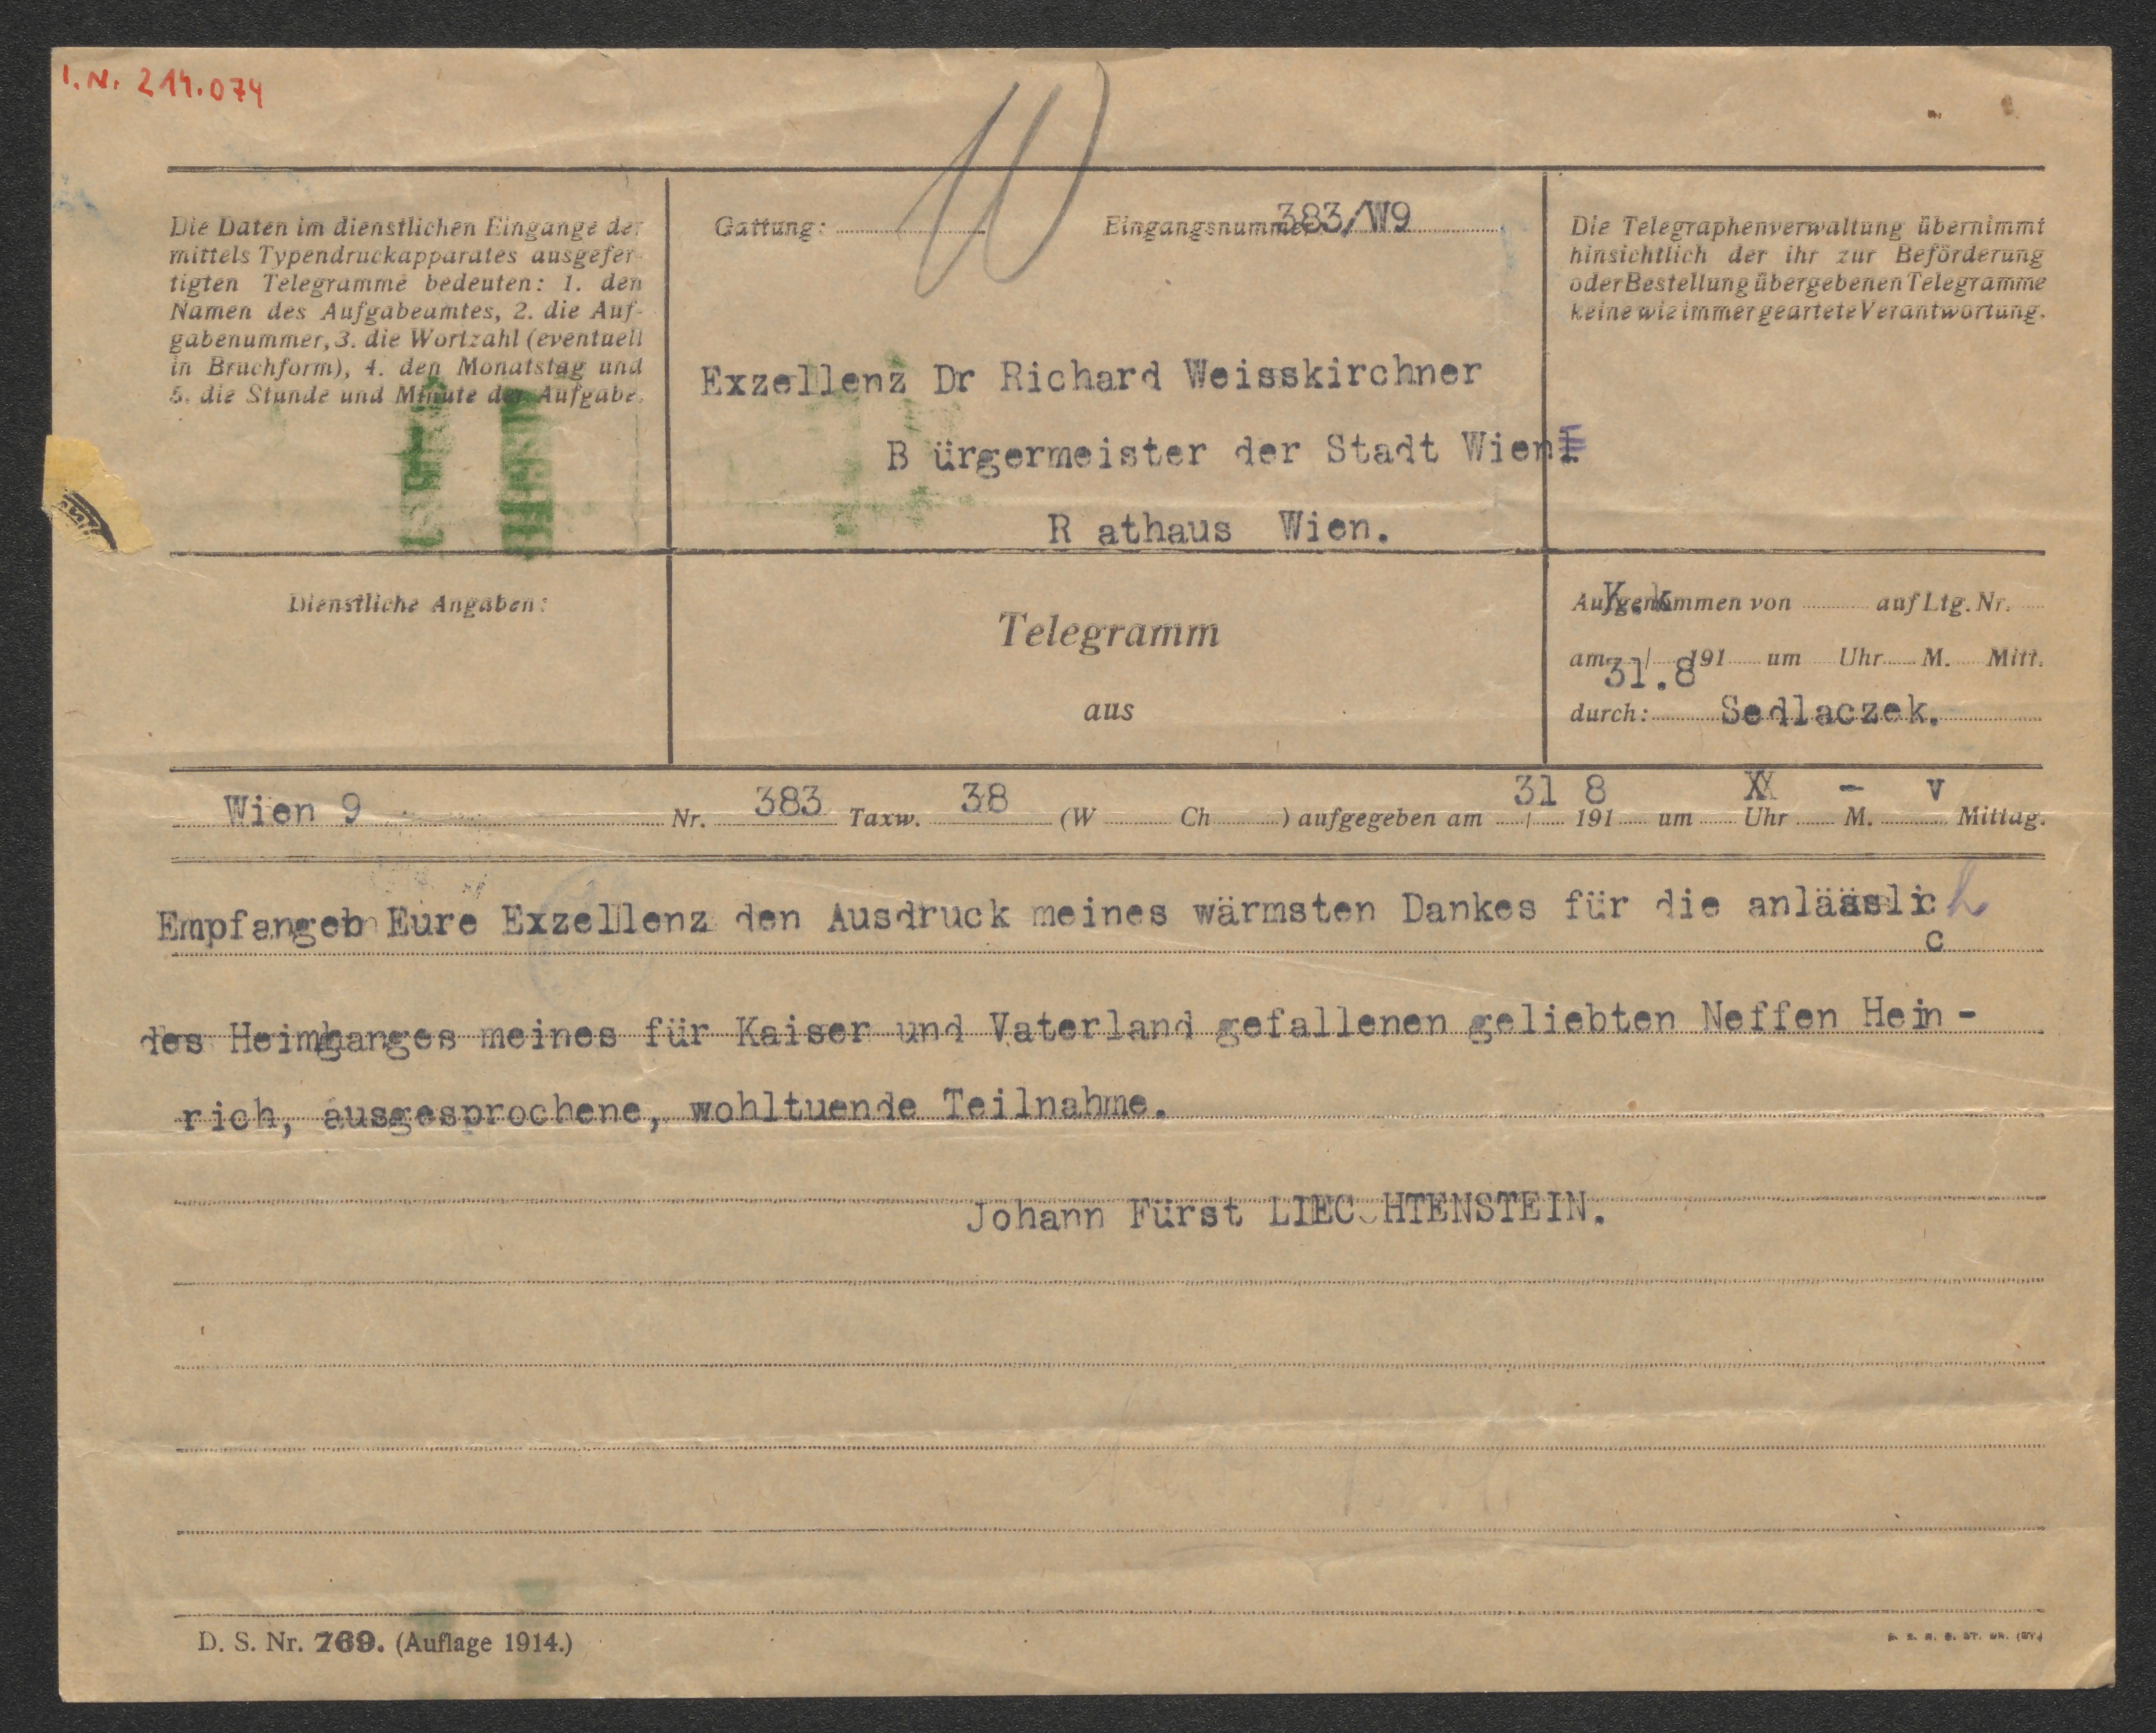 I.N. 214.074
Die Daten im dienstlichen Eingange der
mittels Typendruckapparates ausgefer-
tigten Telegramme bedeuten: 1. den
Namen des Aufgabeamtes, 2. die Auf-
gabenummer, 3. die Wortzahl (eventuell
in Bruchform), 4. den Monatstag und
5. die Stunde und Minute der Aufgabe.
Gattung: Eingangsnummer 383/W9
Exzellenz Dr Richard Weisskirchner
B ürgermeister der Stadt Wien
R athaus Wien.
Die Telegraphenverwaltung übernimmt
hinsichtlich der ihr zur Beförderung
oder Bestellung übergebenen Telegramme
keine wie immer geartete Verantwortung.
Dienstliche Angaben:
Telegramm
aus
Aufgenommen von auf Ltg. Nr.
am 31.8 191 um Uhr M. Mitt.
durch: Sedlaczek.
Wien 9 Nr. 383 Taxw. 38 (W Ch ) aufgegeben am 31 8 191 um XX Uhr - M. v Mittag.
Empfangen Eure Exzellenz den Ausdruck meines wärmsten Dankes für die anläässlich
des Heimganges meines für Kaiser und Vaterland gefallenen geliebten Neffen Hein-
rich, ausgesprochene, wohltuende Teilnahme.
Johann Fürst LIECHTENSTEIN.
D. S. Nr. 769. (Auflage 1914.)